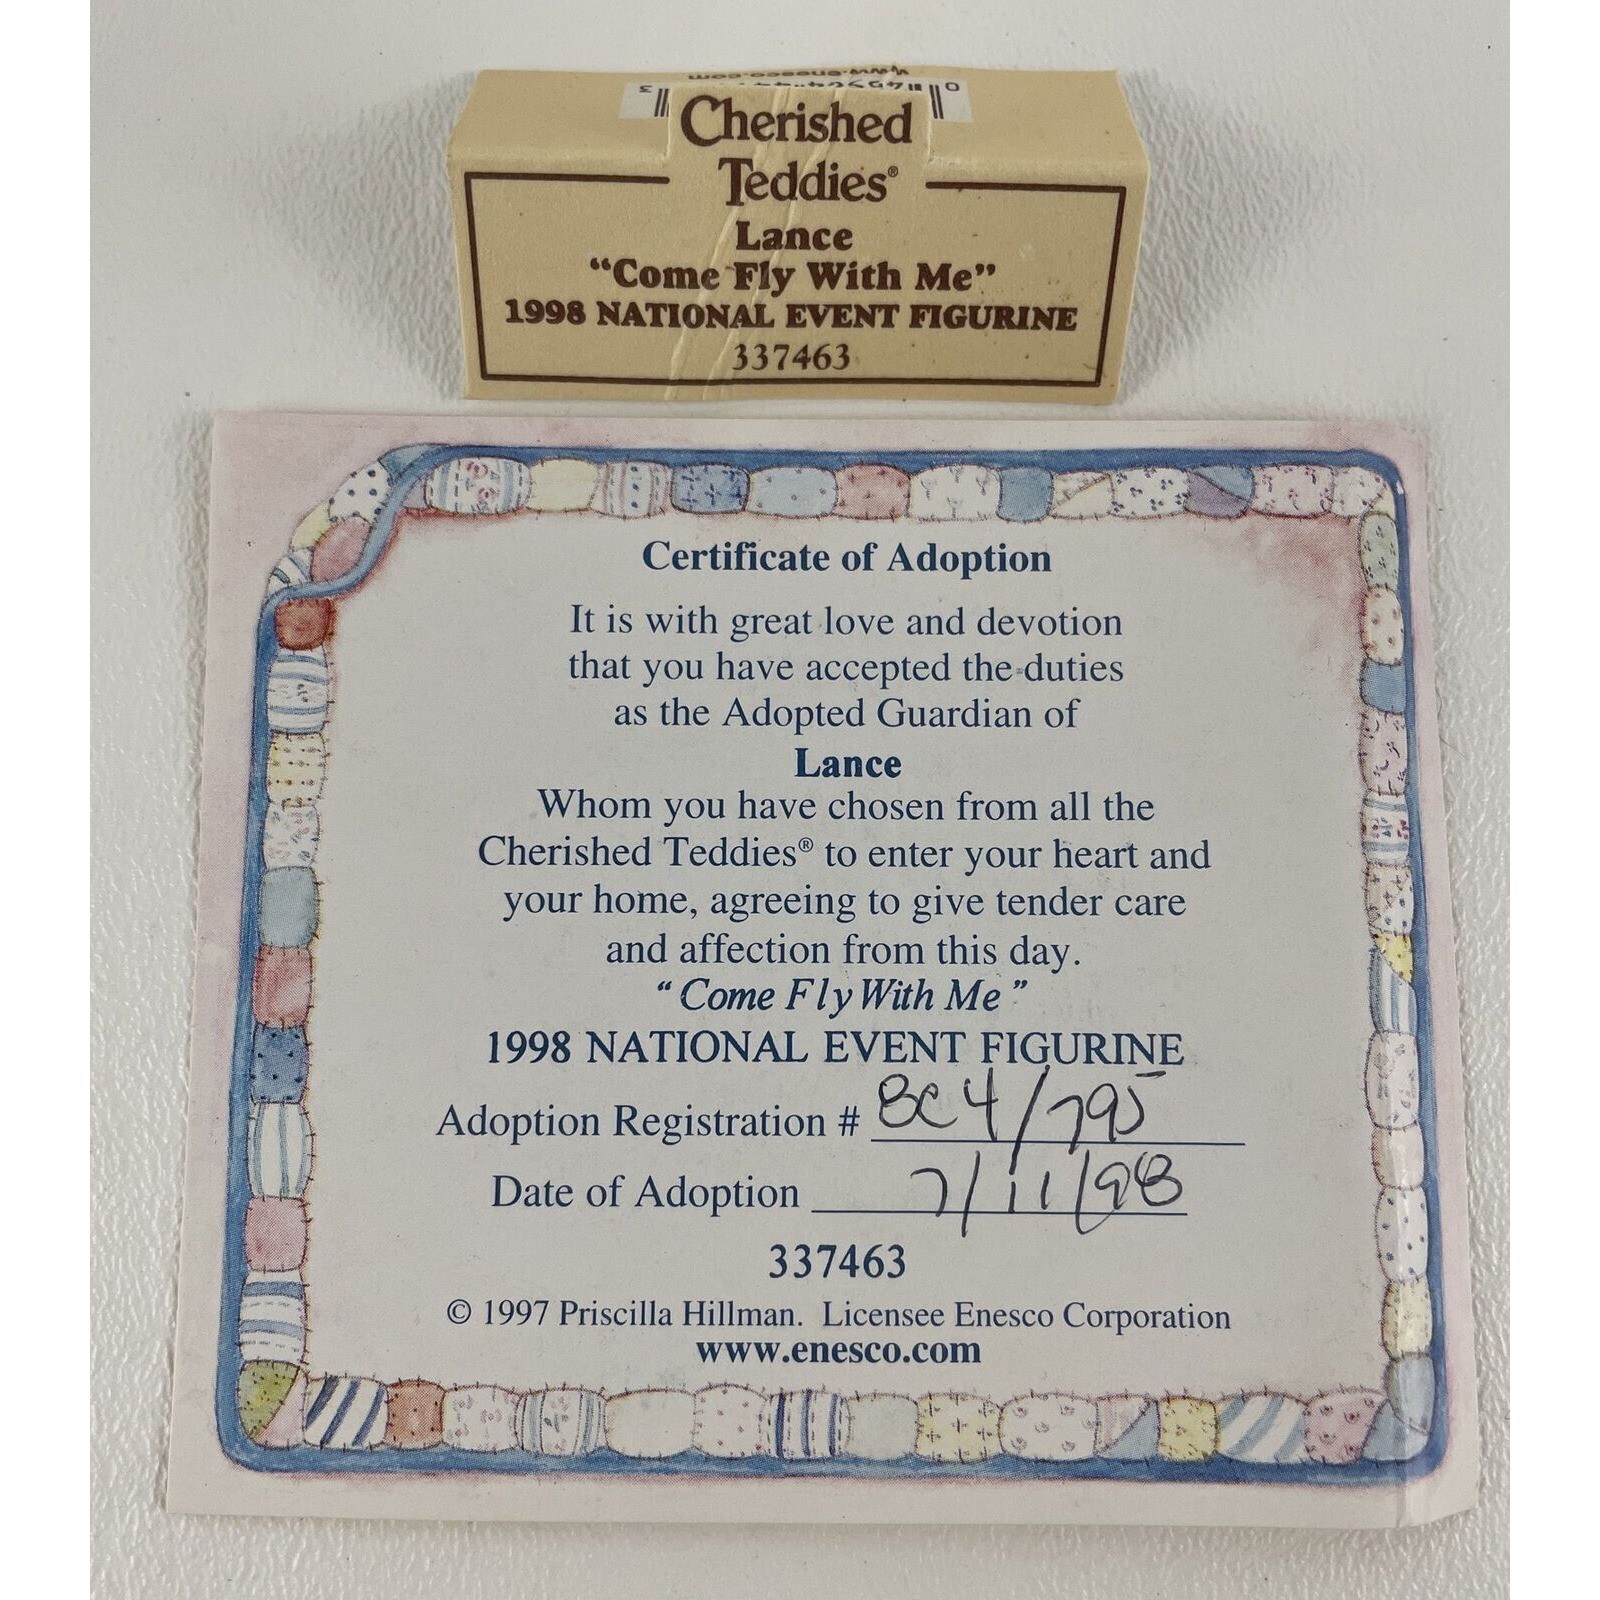 www.enesco.com
Cherished
Teddies®
Lance
“Come Fly With Me”
1998 NATIONAL EVENT FIGURINE
337463
Certificate of Adoption
It is with great love and devotion
that you have accepted the duties
as the Adopted Guardian of
Lance
Whom you have chosen from all the
Cherished Teddies® to enter your heart and
your home, agreeing to give tender care
and affection from this day.
“Come Fly With Me”
1998 NATIONAL EVENT FIGURINE
Adoption Registration # 8C4/795
Date of Adoption 7/11/98
337463
© 1997 Priscilla Hillman. Licensee Enesco Corporation
www.enesco.com